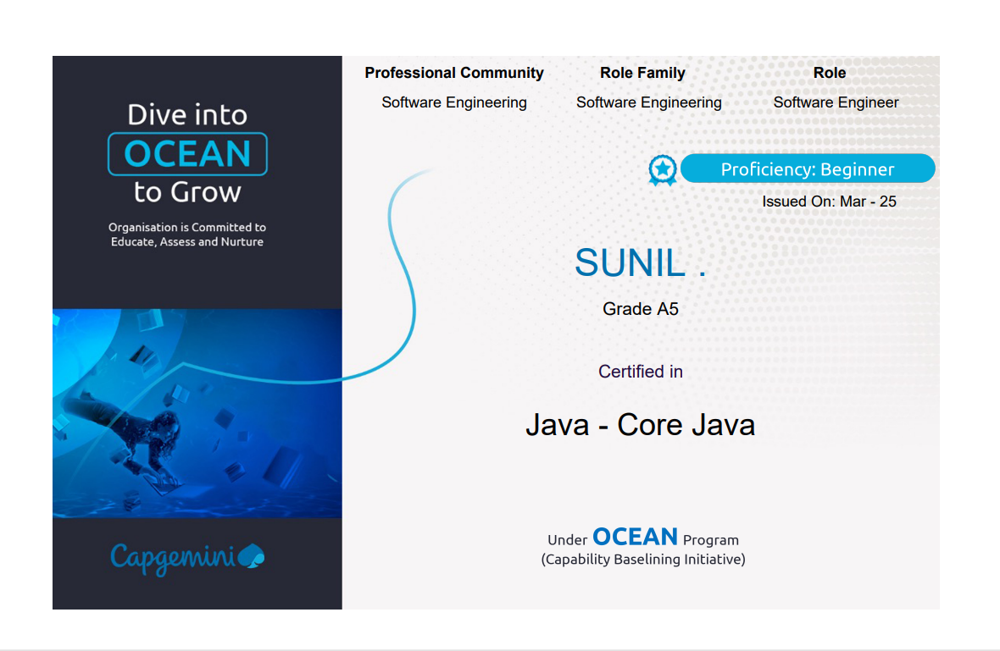 Dive into
OCEAN
to Grow
Organisation is Committed to
Educate, Assess and Nurture
Capgemini
Professional Community Role Family Role
Software Engineering Software Engineering Software Engineer
Proficiency: Beginner
Issued On: Mar - 25
SUNIL .
Grade A5
Certified in
Java - Core Java
Under OCEAN Program
(Capability Baselining Initiative)